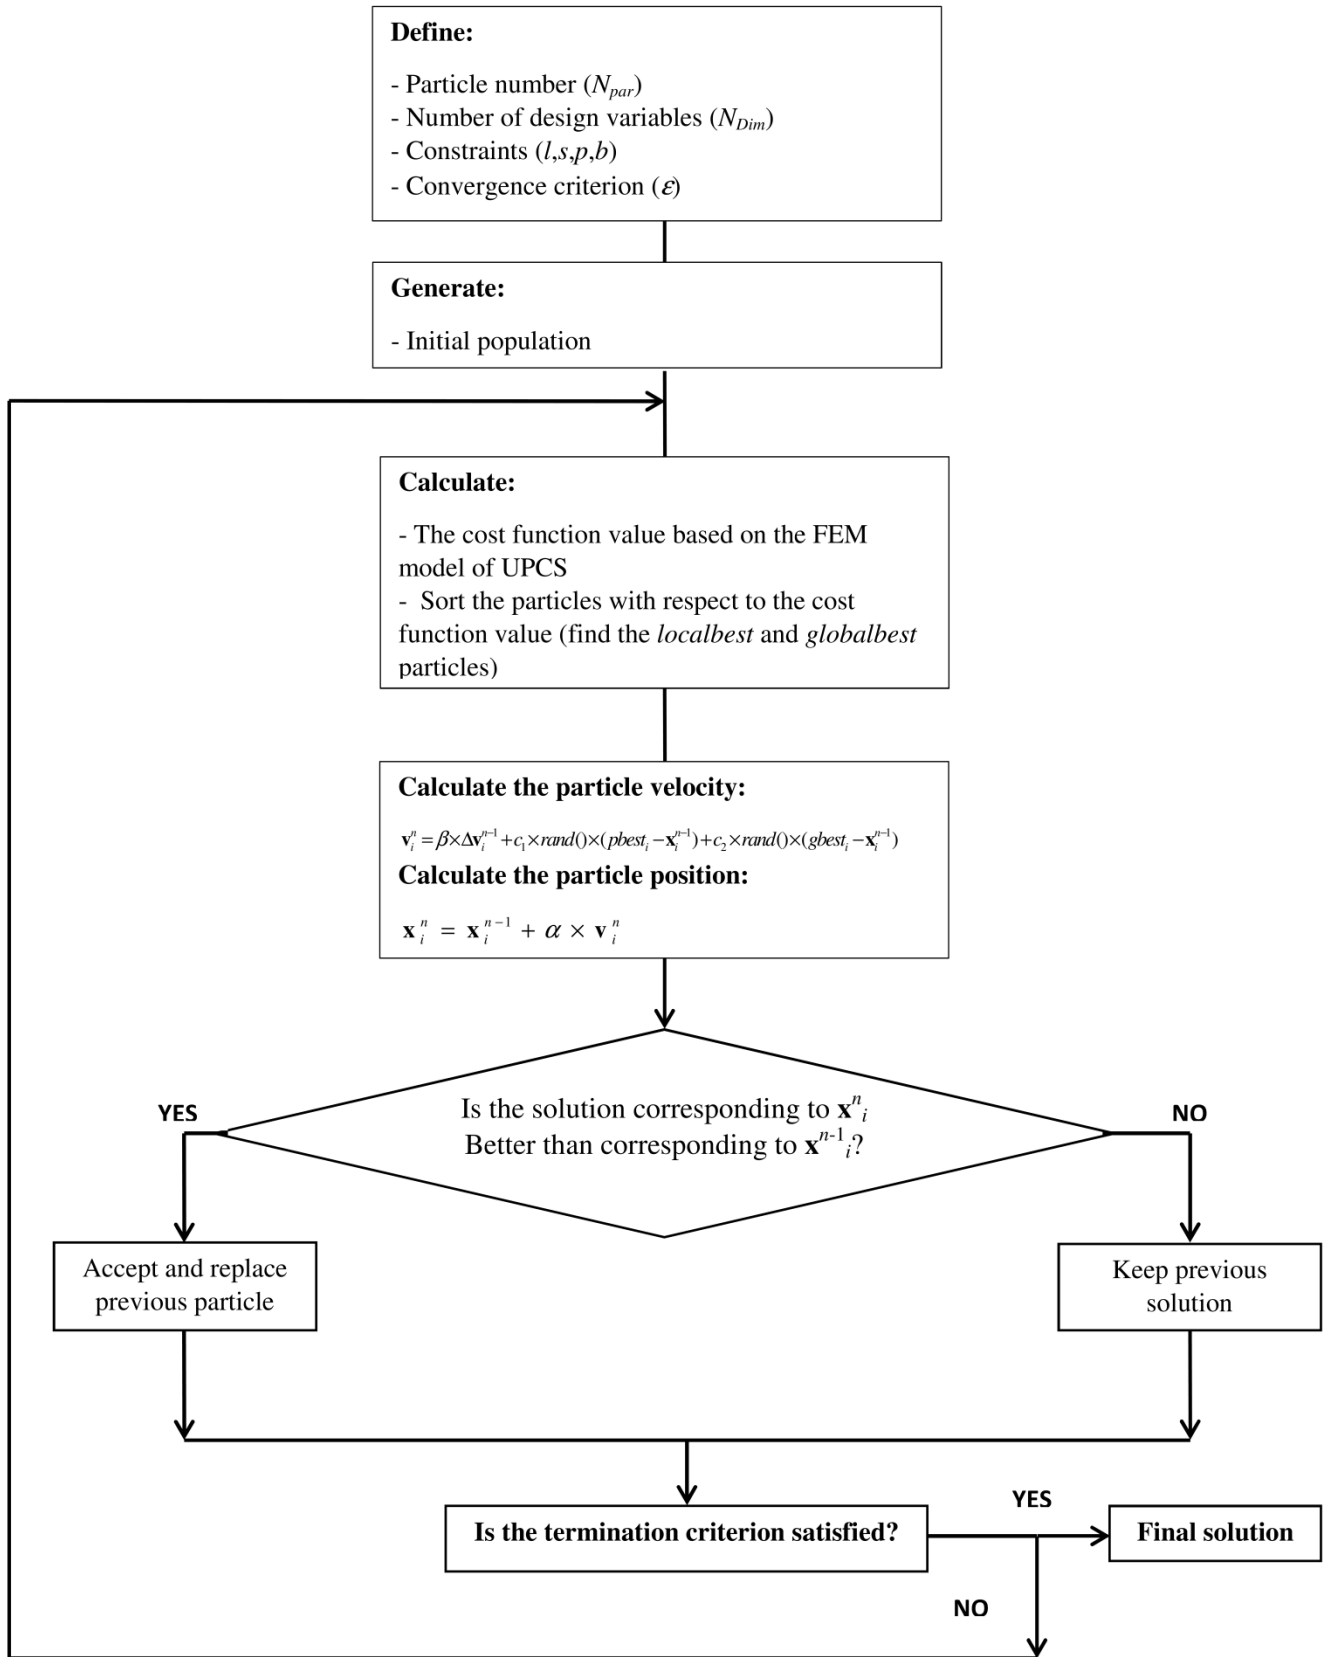 Define:
- Particle number (N_par)
- Number of design variables (N_Dim)
- Constraints (l,s,p,b)
- Convergence criterion (ε)
Generate:
- Initial population
Calculate:
- The cost function value based on the FEM
model of UPCS
- Sort the particles with respect to the cost
function value (find the localbest and globalbest
particles)
Calculate the particle velocity:
v_i^n = β×Δv_i^{n-1} + c_1×rand()×(pbest_i − x_i^{n-1}) + c_2×rand()×(gbest_i − x_i^{n-1})
Calculate the particle position:
x_i^n = x_i^{n-1} + α × v_i^n
Is the solution corresponding to x^n_i
Better than corresponding to x^{n-1}_i?
YES
NO
Accept and replace
previous particle
Keep previous
solution
Is the termination criterion satisfied?
YES
Final solution
NO